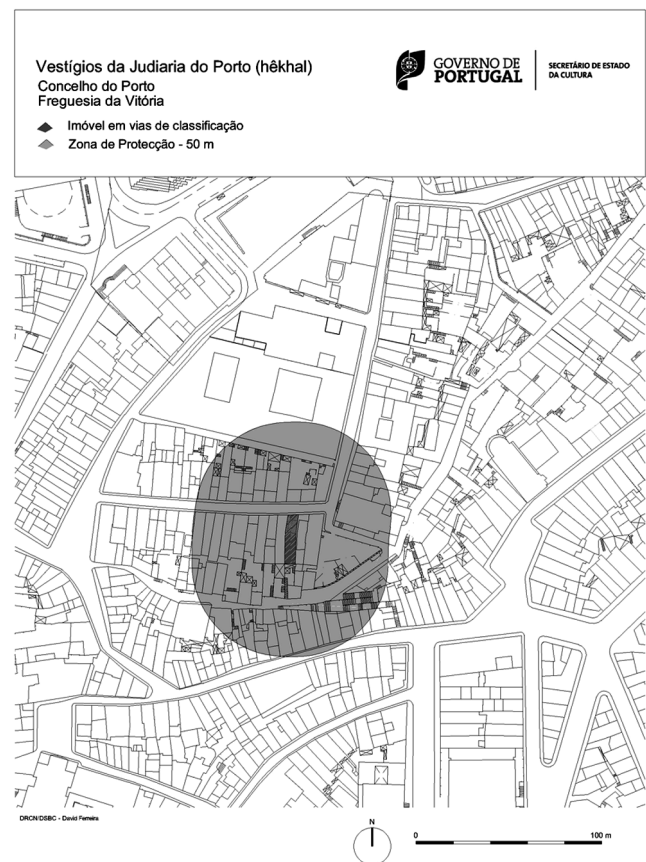 Vestígios da Judiaria do Porto (hêkhal)
Concelho do Porto
Freguesia da Vitória
Imóvel em vias de classificação
Zona de Protecção - 50 m
GOVERNO DE
PORTUGAL
SECRETÁRIO DE ESTADO
DA CULTURA
DRCN/DSBC - David Ferreira
N
0
100 m